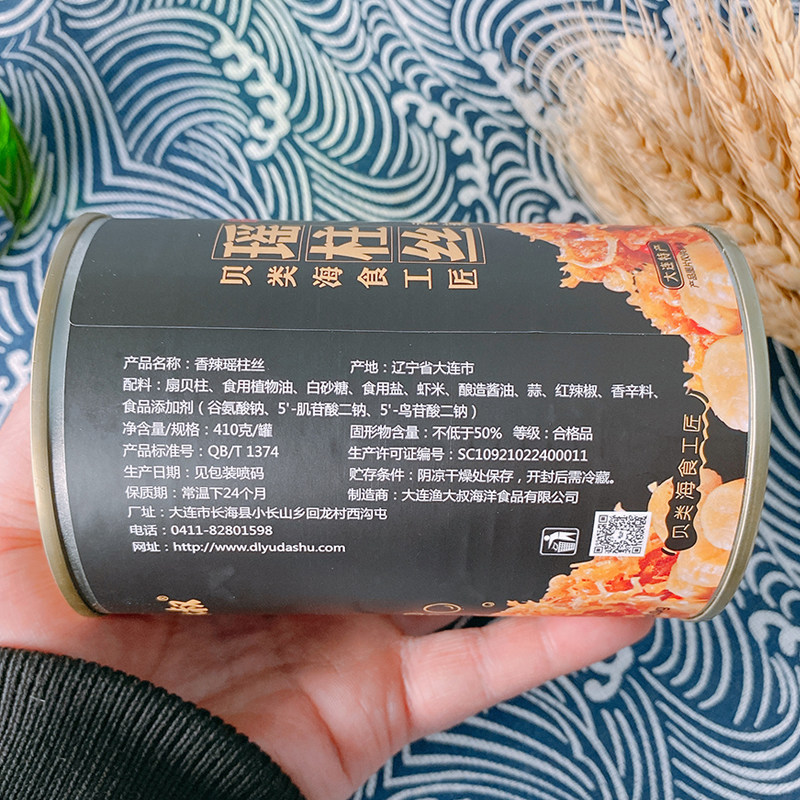 瑶柱丝
贝类海食工匠
大连特产
产品名称：香辣瑶柱丝 产地：辽宁省大连市
配料：扇贝柱、食用植物油、白砂糖、食用盐、虾米、酿造酱油、蒜、红辣椒、香辛料、
食品添加剂（谷氨酸钠、5'-肌苷酸二钠、5'-鸟苷酸二钠）
净含量/规格：410克/罐 固形物含量：不低于50% 等级：合格品
产品标准号：QB/T 1374 生产许可证编号：SC10921022400011
生产日期：见包装喷码 贮存条件：阴凉干燥处保存，开封后需冷藏。
保质期：常温下24个月 制造商：大连渔大叔海洋食品有限公司
厂址：大连市长海县小长山乡回龙村西沟屯
电话：0411-82801598
网址：http://www.dlyudashu.com
贝类海食工匠